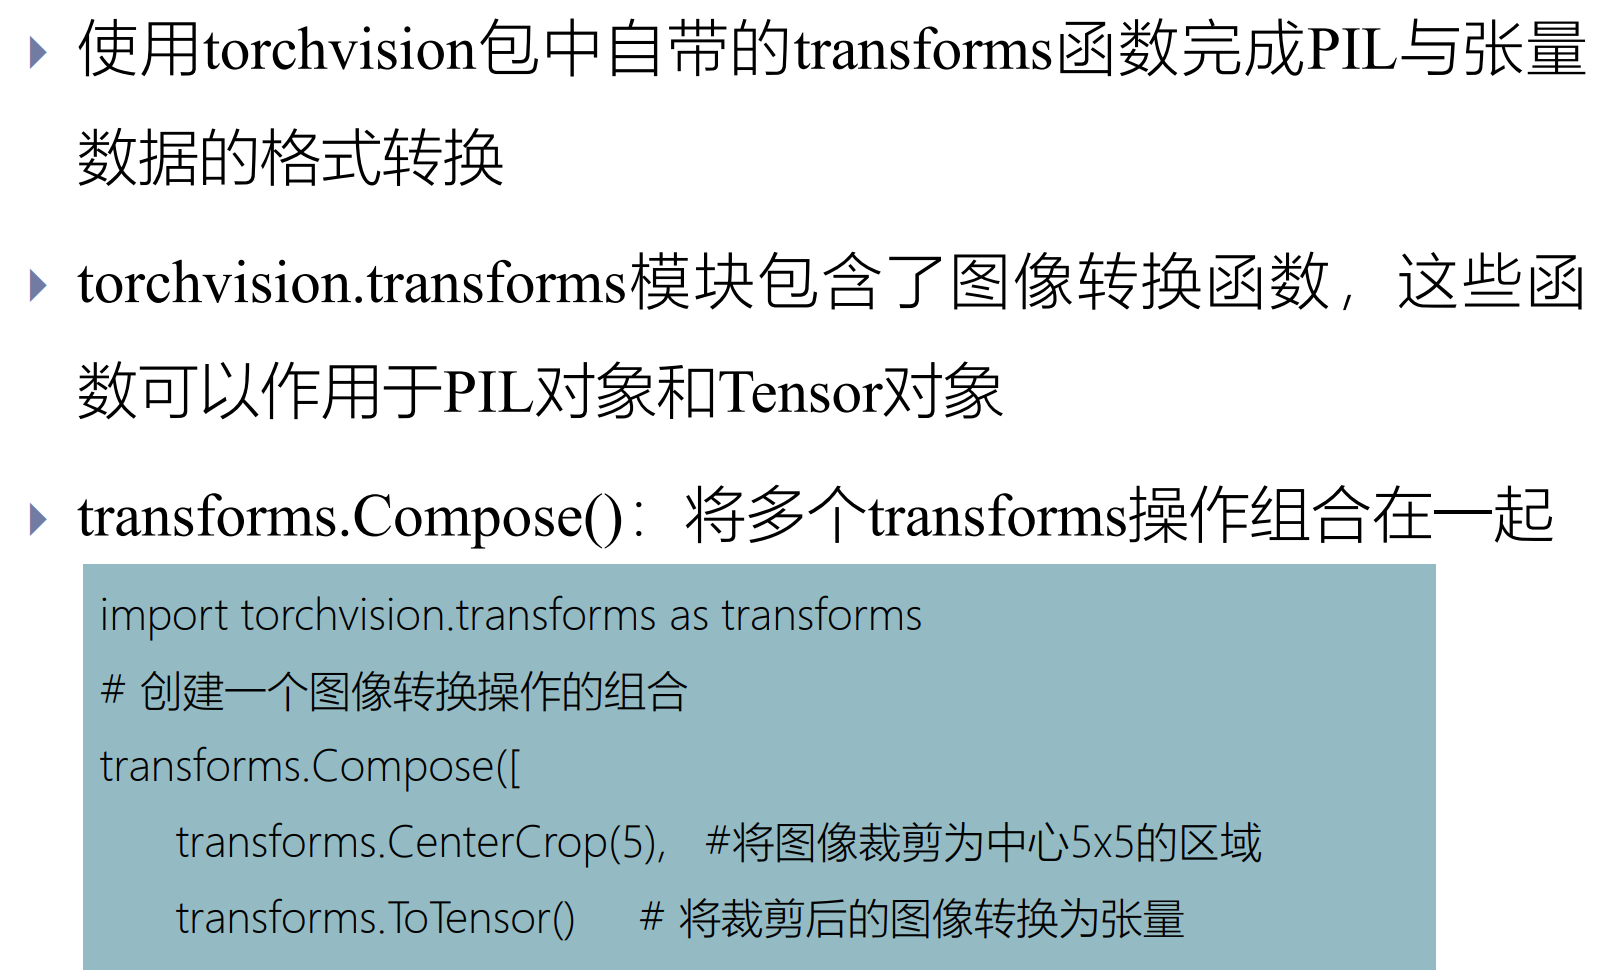 使用torchvision包中自带的transforms函数完成PIL与张量
数据的格式转换
torchvision.transforms模块包含了图像转换函数，这些函
数可以作用于PIL对象和Tensor对象
transforms.Compose()：将多个transforms操作组合在一起
import torchvision.transforms as transforms
# 创建一个图像转换操作的组合
transforms.Compose([
transforms.CenterCrop(5), #将图像裁剪为中心5x5的区域
transforms.ToTensor() # 将裁剪后的图像转换为张量